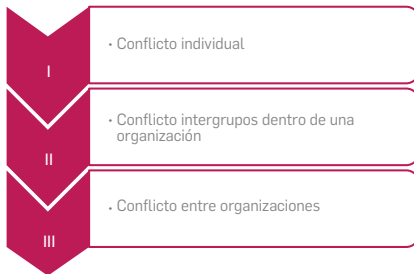 I
· Conflicto individual
II
· Conflicto intergrupos dentro de una
organización
III
· Conflicto entre organizaciones